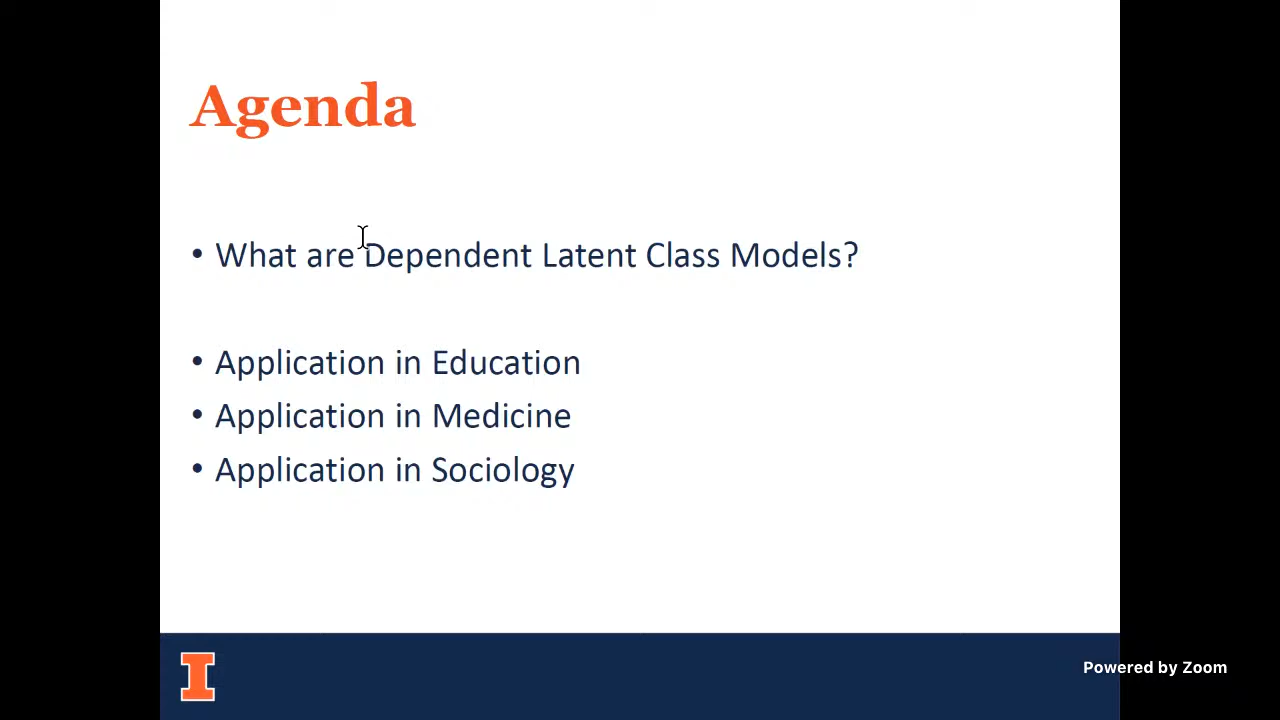 Agenda
• What are Dependent Latent Class Models?
• Application in Education
• Application in Medicine
• Application in Sociology
I
Powered by Zoom